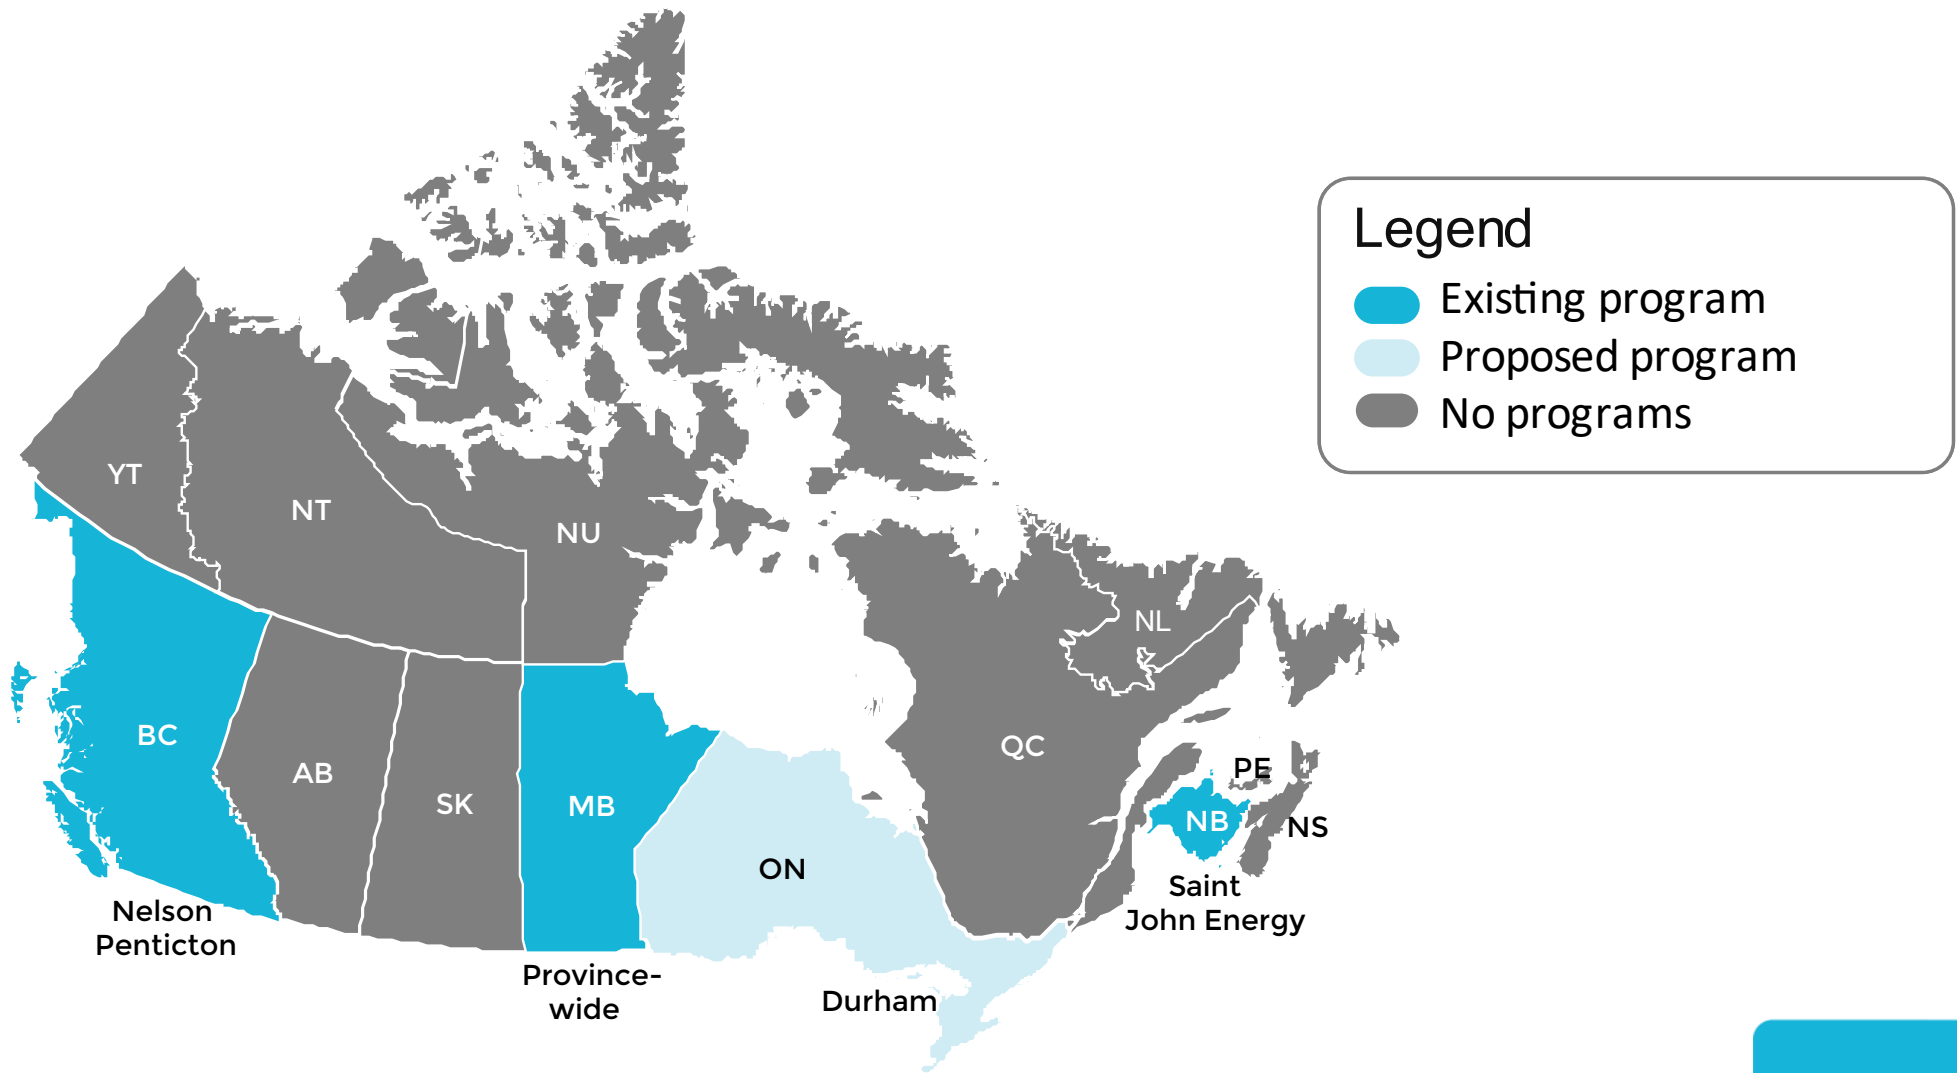 Legend
Existing program
Proposed program
No programs
YT
NT
NU
NL
BC
AB
SK
MB
ON
QC
PE
NB
NS
Nelson
Penticton
Province-
wide
Durham
Saint
John Energy